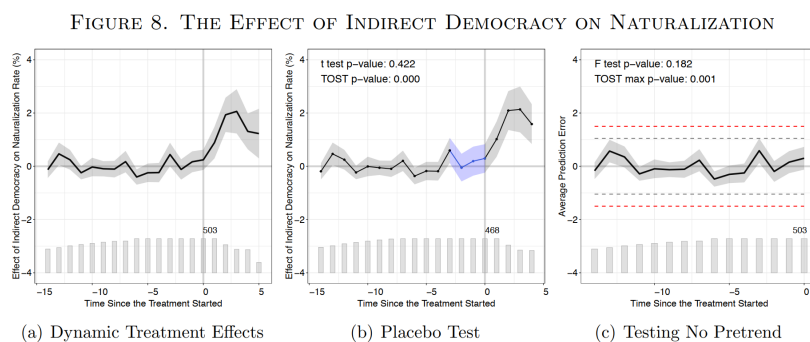 FIGURE 8. THE EFFECT OF INDIRECT DEMOCRACY ON NATURALIZATION
Effect of Indirect Democracy on Naturalization Rate (%)
4
2
0
−2
−4
503
−15 −10 −5 0 5
Time Since the Treatment Started
(a) Dynamic Treatment Effects
Effect of Indirect Democracy on Naturalization Rate (%)
t test p−value: 0.422
TOST p−value: 0.000
4
2
0
−2
−4
468
−15 −10 −5 0 5
Time Since the Treatment Started
(b) Placebo Test
Average Prediction Error
F test p−value: 0.182
TOST max p−value: 0.001
4
2
0
−2
−4
503
−10 −5 0
Time Since the Treatment Started
(c) Testing No Pretrend